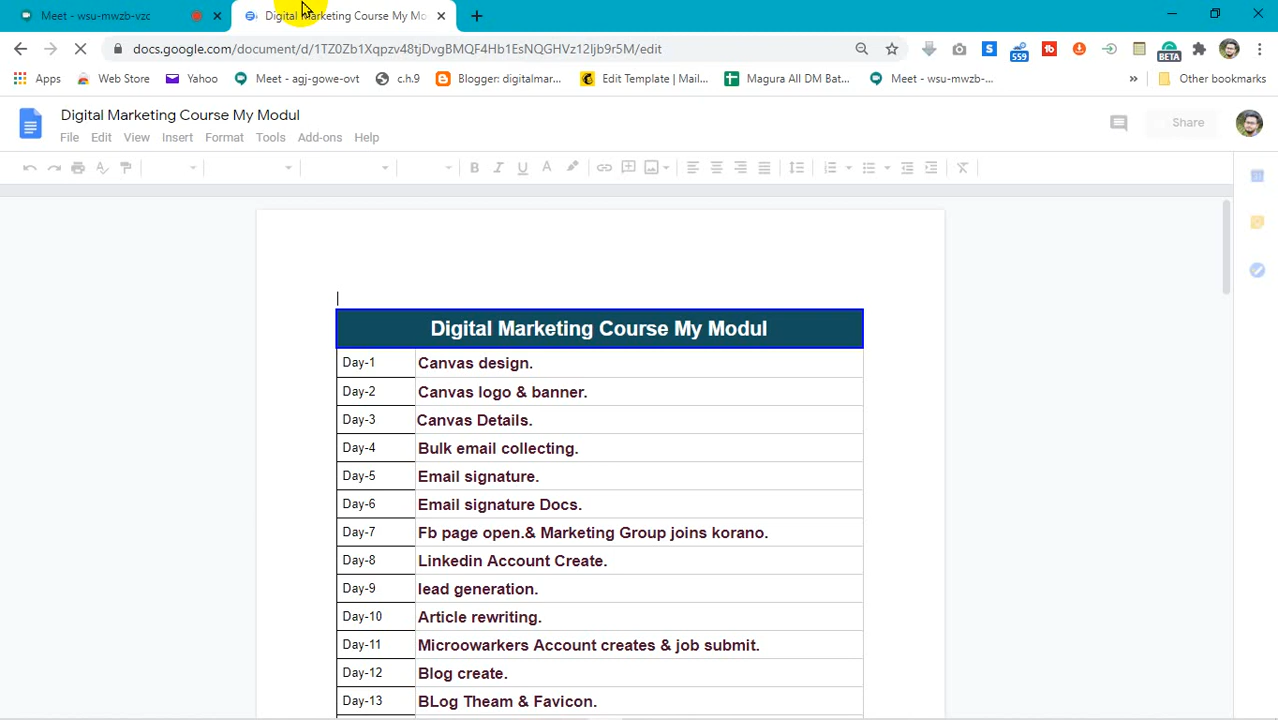 Meet - wsu-mwzb-vzc
Digital Marketing Course My Mo
docs.google.com/document/d/1TZ0Zb1Xqpzv48tjDvgBMQF4Hb1EsNQGHVz12Ijb9r5M/edit
559
BETA
Apps
Web Store
Yahoo
Meet - agj-gowe-ovt
c.h.9
Blogger: digitalmar...
Edit Template | Mail...
Magura All DM Bat...
Meet - wsu-mwzb-...
Other bookmarks
Digital Marketing Course My Modul
File Edit View Insert Format Tools Add-ons Help
Share
Digital Marketing Course My Modul
Day-1 Canvas design.
Day-2 Canvas logo & banner.
Day-3 Canvas Details.
Day-4 Bulk email collecting.
Day-5 Email signature.
Day-6 Email signature Docs.
Day-7 Fb page open.& Marketing Group joins korano.
Day-8 Linkedin Account Create.
Day-9 lead generation.
Day-10 Article rewriting.
Day-11 Microowarkers Account creates & job submit.
Day-12 Blog create.
Day-13 BLog Theam & Favicon.